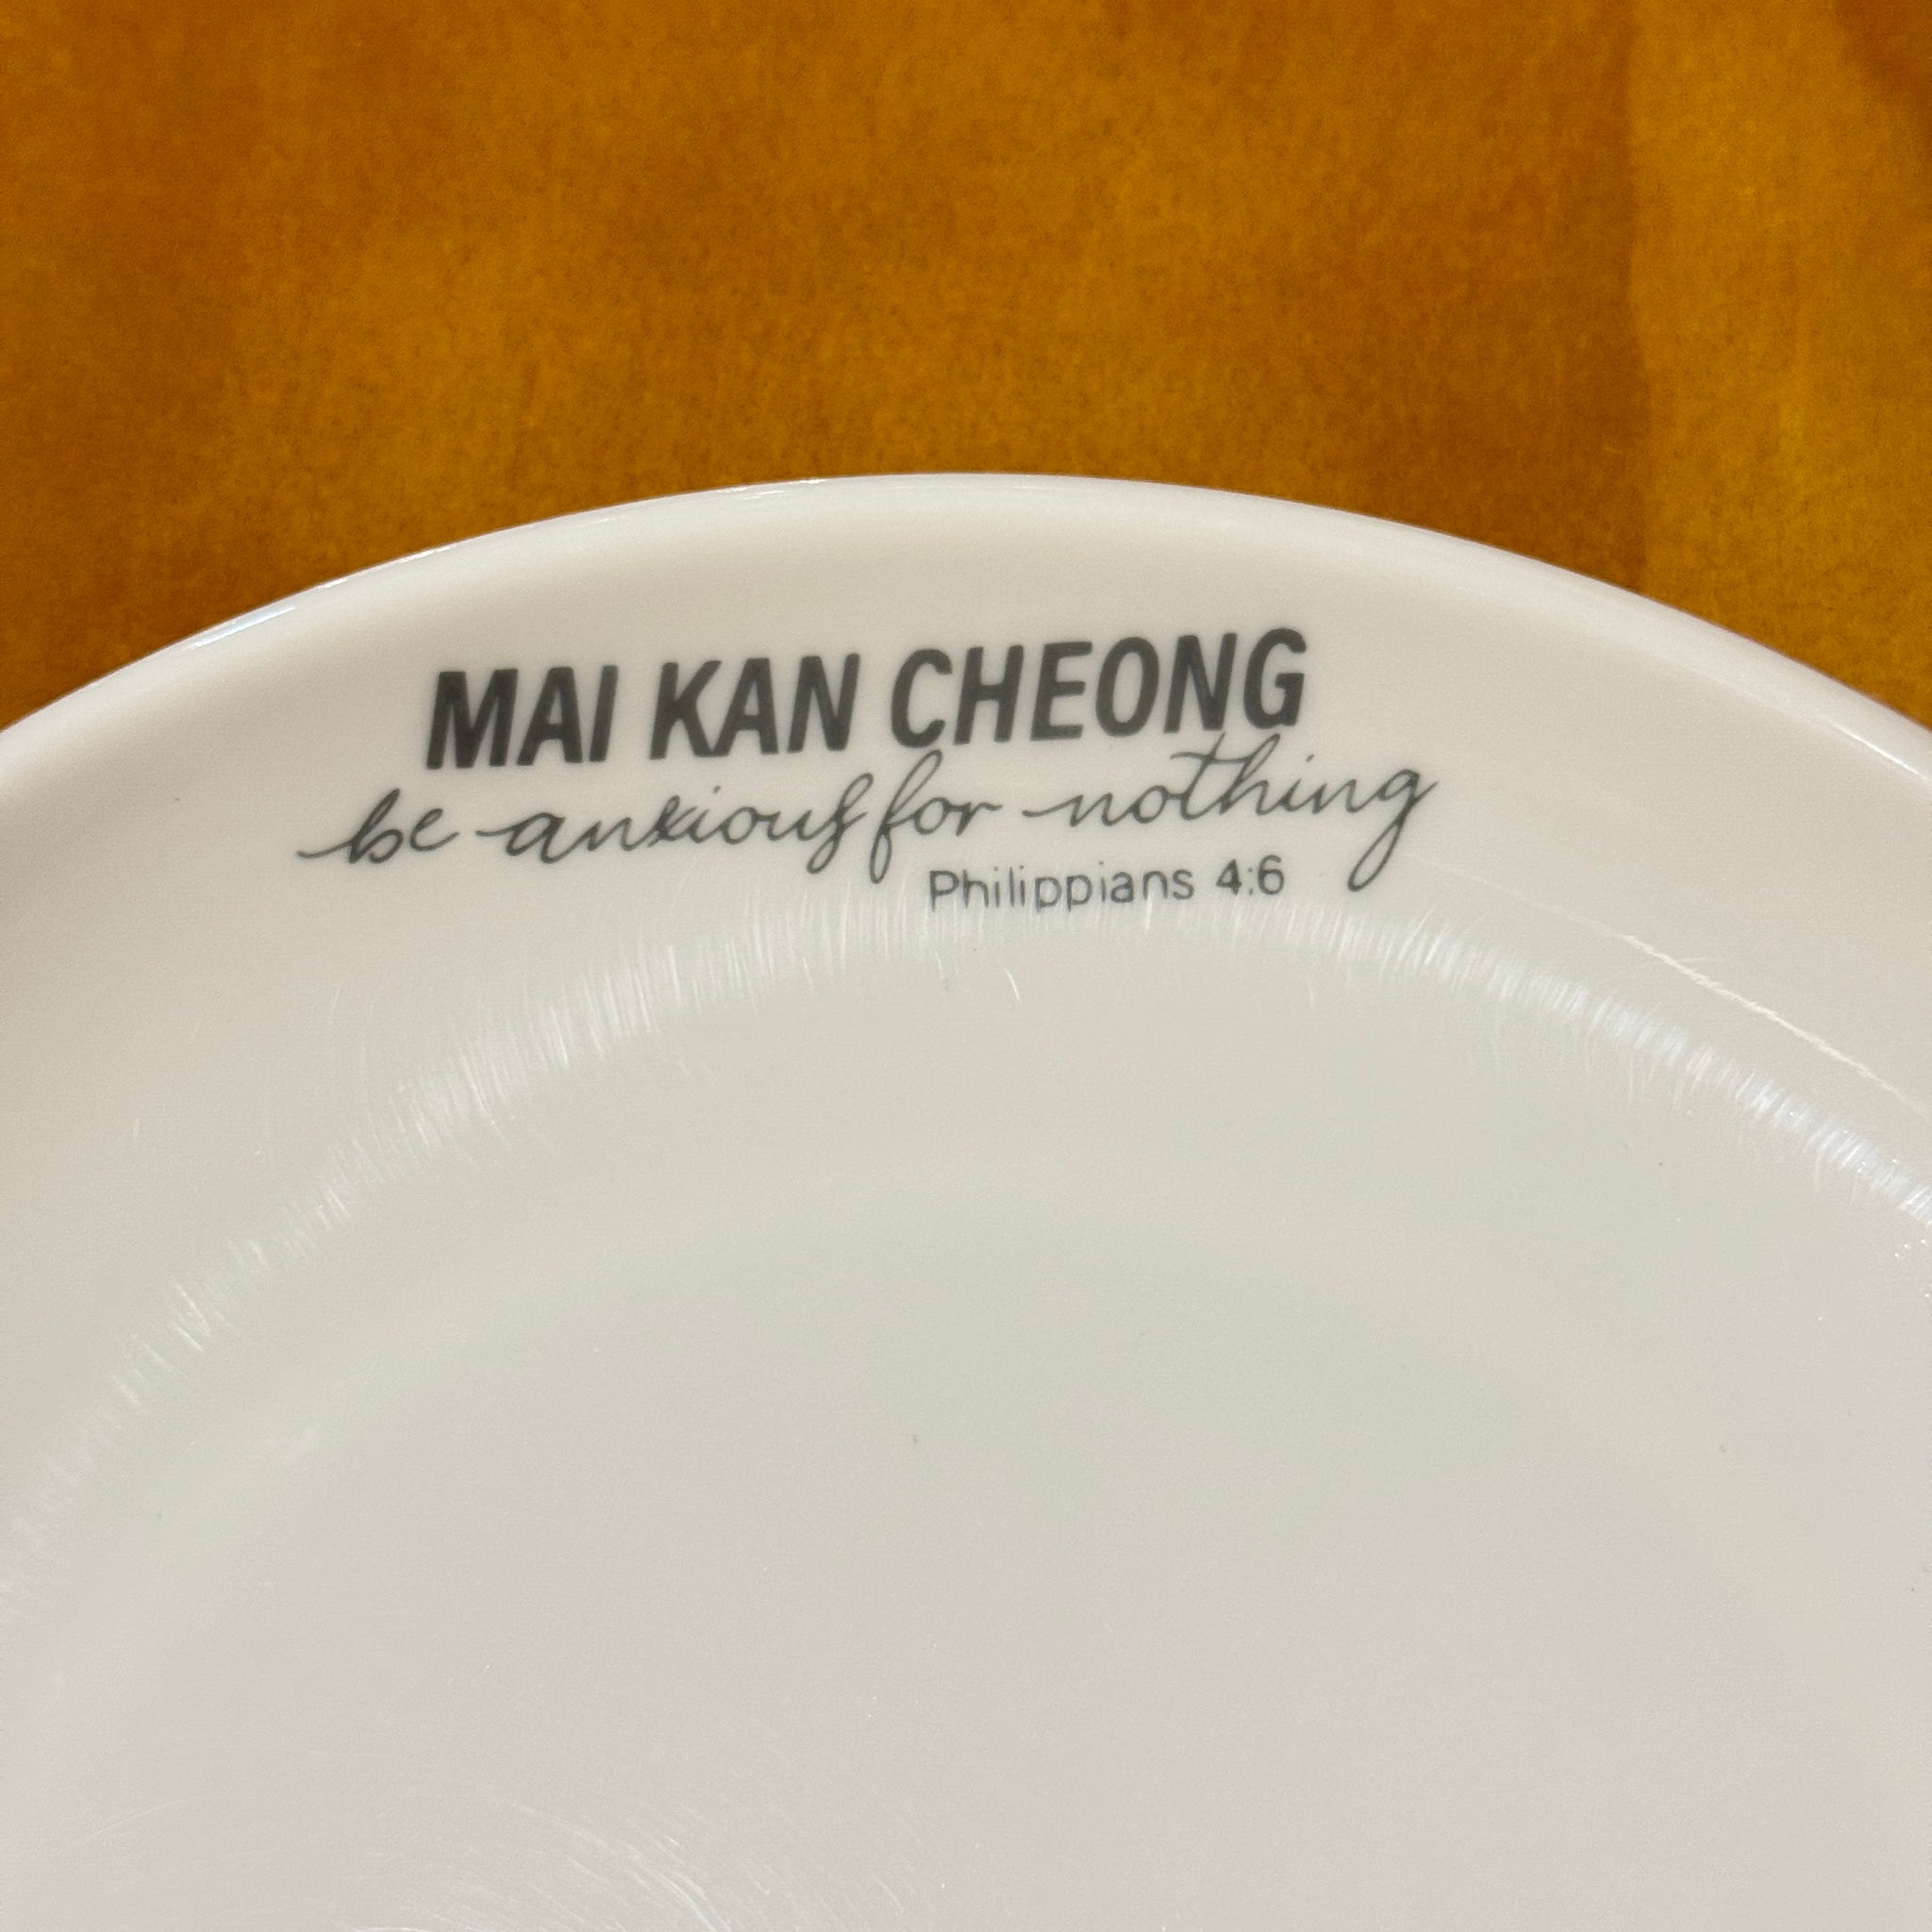 MAI KAN CHEONG
be anxious for nothing
Philippians 4:6